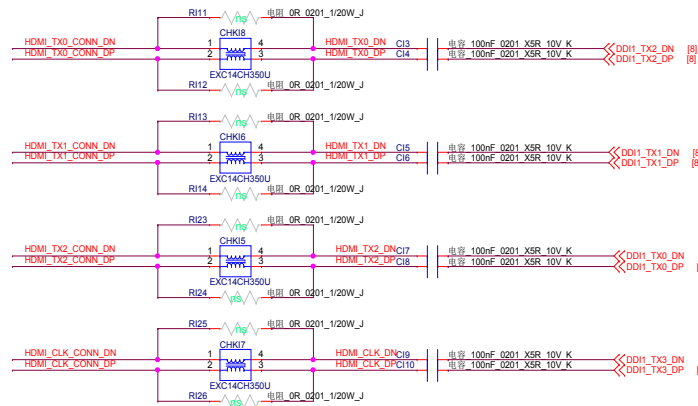 RI11 ns 电阻_0R_0201_1/20W_J
CHKI8
HDMI_TX0_CONN_DN 1 4 HDMI_TX0_DN CI3 电容_100nF_0201_X5R_10V_K DDI1_TX2_DN [8]
HDMI_TX0_CONN_DP 2 3 HDMI_TX0_DP CI4 电容_100nF_0201_X5R_10V_K DDI1_TX2_DP [8]
EXC14CH350U
RI12 ns 电阻_0R_0201_1/20W_J
RI13 ns 电阻_0R_0201_1/20W_J
CHKI6
HDMI_TX1_CONN_DN 1 4 HDMI_TX1_DN CI5 电容_100nF_0201_X5R_10V_K DDI1_TX1_DN [8
HDMI_TX1_CONN_DP 2 3 HDMI_TX1_DP CI6 电容_100nF_0201_X5R_10V_K DDI1_TX1_DP [8
EXC14CH350U
RI14 ns 电阻_0R_0201_1/20W_J
RI23 ns 电阻_0R_0201_1/20W_J
CHKI5
HDMI_TX2_CONN_DN 1 4 HDMI_TX2_DN CI7 电容_100nF_0201_X5R_10V_K DDI1_TX0_DN
HDMI_TX2_CONN_DP 2 3 HDMI_TX2_DP CI8 电容_100nF_0201_X5R_10V_K DDI1_TX0_DP [
EXC14CH350U
RI24 ns 电阻_0R_0201_1/20W_J
RI25 ns 电阻_0R_0201_1/20W_J
CHKI7
HDMI_CLK_CONN_DN 1 4 HDMI_CLK_DN CI9 电容_100nF_0201_X5R_10V_K DDI1_TX3_DN
HDMI_CLK_CONN_DP 2 3 HDMI_CLK_DP CI10 电容_100nF_0201_X5R_10V_K DDI1_TX3_DP [
EXC14CH350U
RI26 ns 电阻_0R_0201_1/20W_J